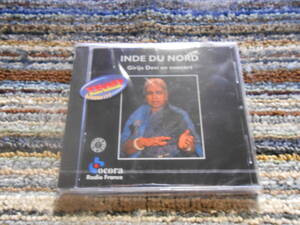 INDE DU NORD
Girija Devi en concert
ocora
Radio France